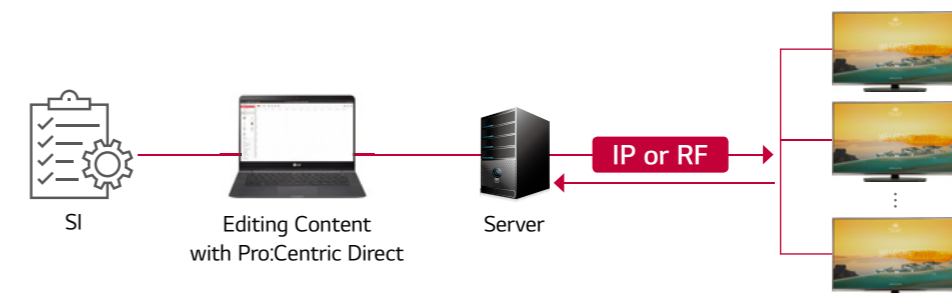 SI
Editing Content
with Pro:Centric Direct
Server
IP or RF